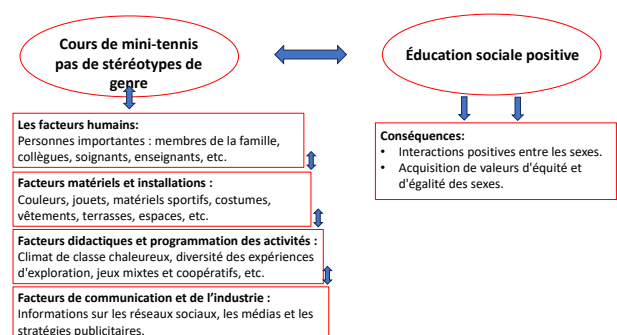 Cours de mini-tennis
pas de stéréotypes de
genre
Éducation sociale positive
Les facteurs humains:
Personnes importantes : membres de la famille,
collègues, soignants, enseignants, etc.
Facteurs matériels et installations :
Couleurs, jouets, matériels sportifs, costumes,
vêtements, terrasses, espaces, etc.
Facteurs didactiques et programmation des activités :
Climat de classe chaleureux, diversité des expériences
d'exploration, jeux mixtes et coopératifs, etc.
Facteurs de communication et de l’industrie :
Informations sur les réseaux sociaux, les médias et les
stratégies publicitaires.
Conséquences:
• Interactions positives entre les sexes.
• Acquisition de valeurs d'équité et
d'égalité des sexes.